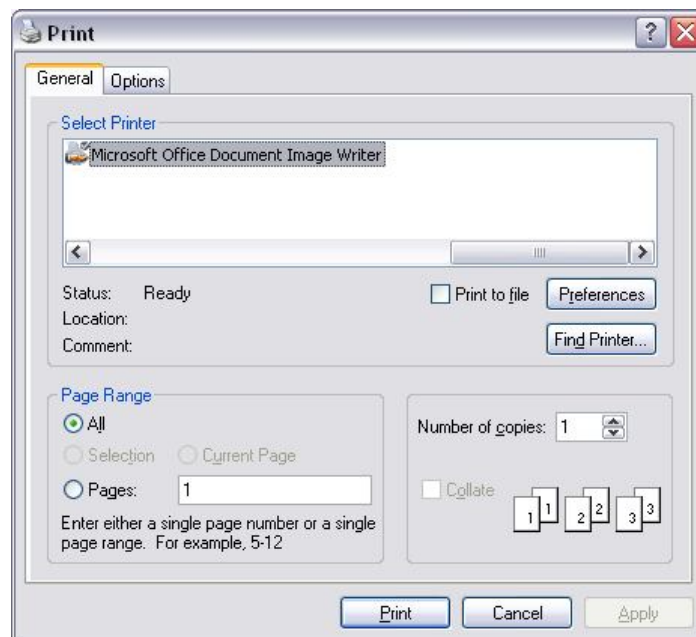 Print
General Options
Select Printer
Microsoft Office Document Image Writer
Status: Ready
Print to file Preferences
Location:
Comment:
Find Printer...
Page Range
All
Number of copies: 1
Selection Current Page
Pages: 1
Collate
1 1 2 2 3 3
Enter either a single page number or a single
page range. For example, 5-12
Print Cancel Apply